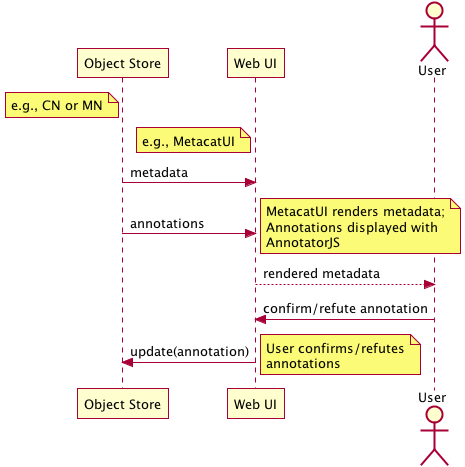 User
Object Store
Web UI
e.g., CN or MN
e.g., MetacatUI
metadata
annotations
MetacatUI renders metadata;
Annotations displayed with
AnnotatorJS
rendered metadata
confirm/refute annotation
update(annotation)
User confirms/refutes
annotations
Object Store
Web UI
User